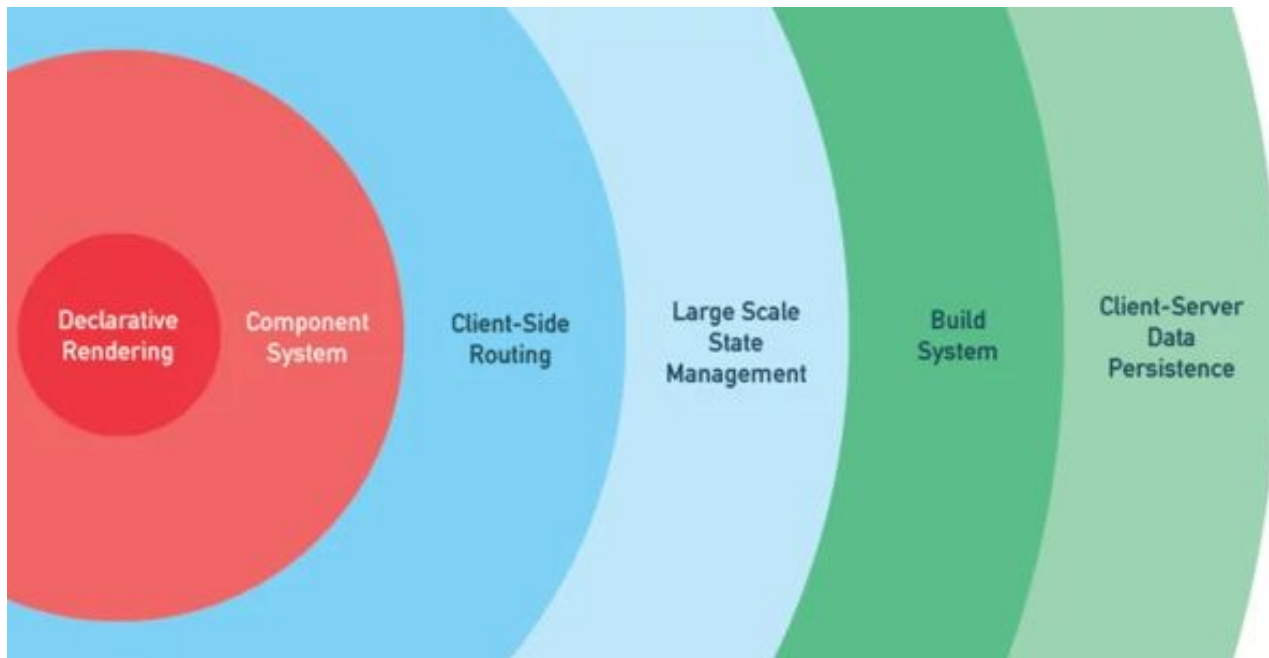 Declarative
Rendering
Component
System
Client-Side
Routing
Large Scale
State
Management
Build
System
Client-Server
Data
Persistence